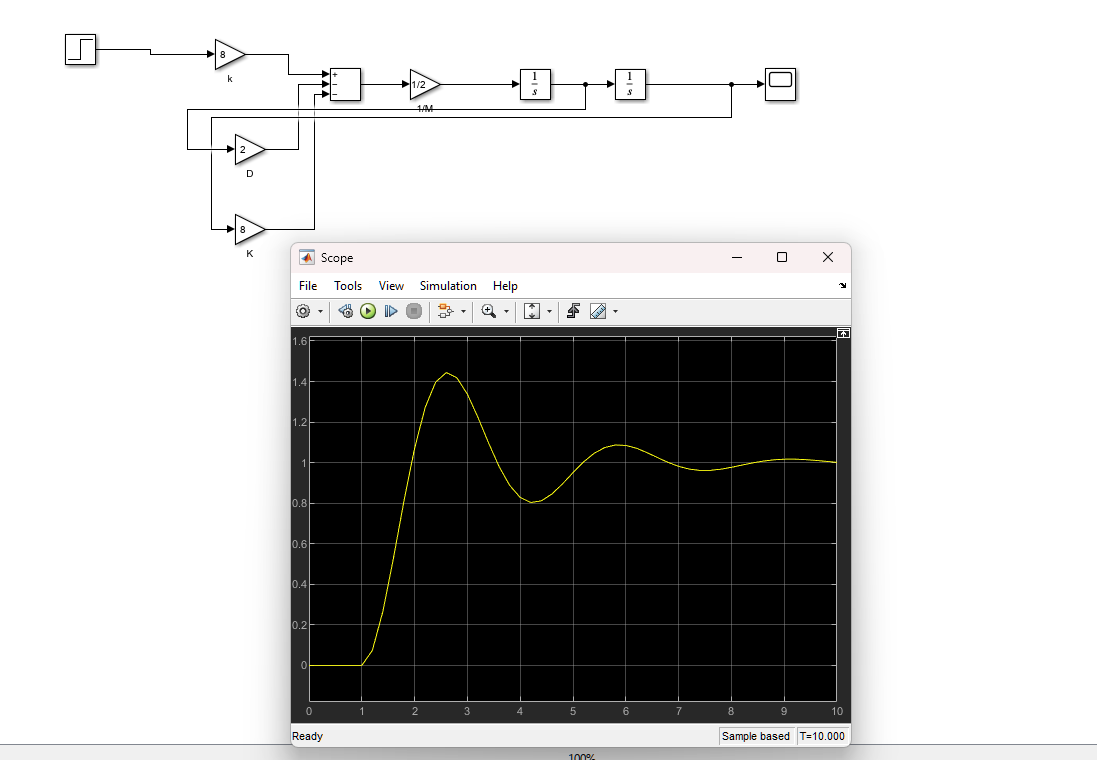 8
k
+
−
−
1/2
1/M
1
s
1
s
2
D
8
K
Scope
File Tools View Simulation Help
1.6
1.4
1.2
1
0.8
0.6
0.4
0.2
0
0 1 2 3 4 5 6 7 8 9 10
Ready Sample based T=10.000
100%